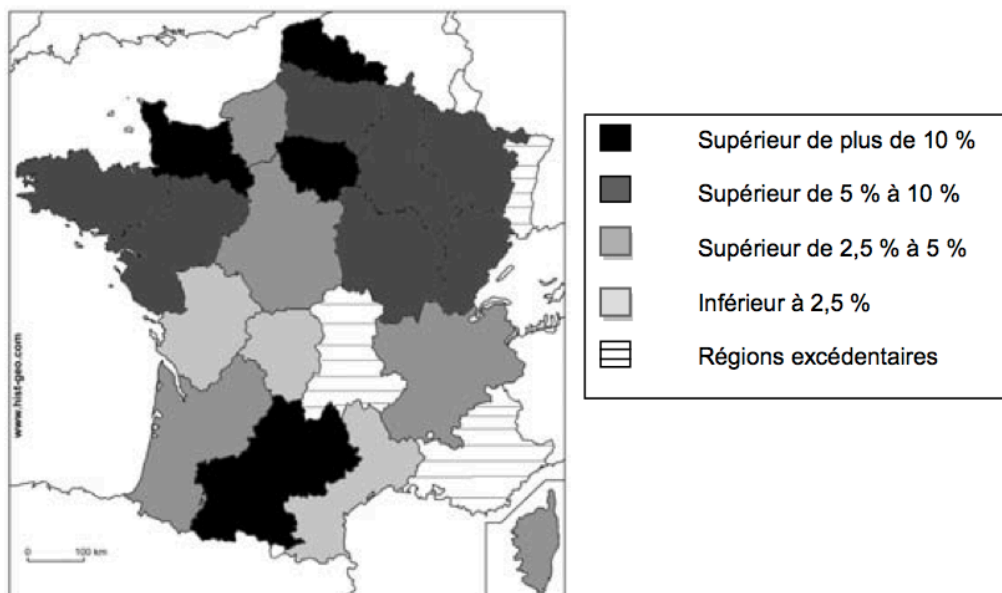 Supérieur de plus de 10 %
Supérieur de 5 % à 10 %
Supérieur de 2,5 % à 5 %
Inférieur à 2,5 %
Régions excédentaires
www.hist-geo.com
0 100 km